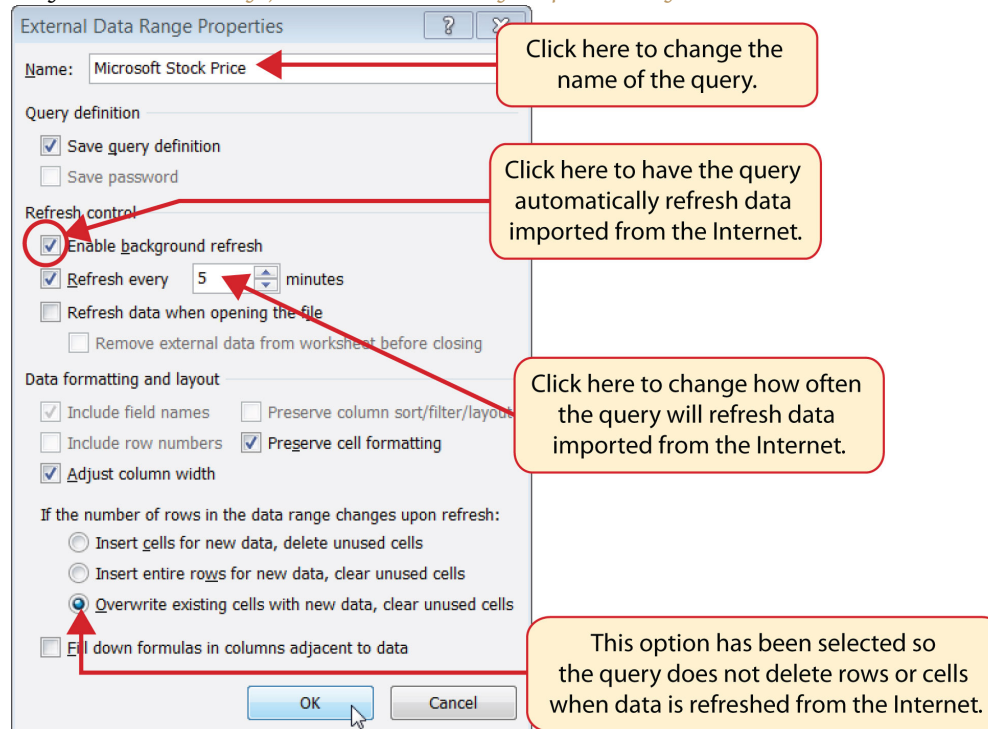 External Data Range Properties
Name: Microsoft Stock Price
Click here to change the
name of the query.
Query definition
Save query definition
Save password
Click here to have the query
automatically refresh data
imported from the Internet.
Refresh control
Enable background refresh
Refresh every 5 minutes
Refresh data when opening the file
Remove external data from worksheet before closing
Click here to change how often
the query will refresh data
imported from the Internet.
Data formatting and layout
Include field names Preserve column sort/filter/layout
Include row numbers Preserve cell formatting
Adjust column width
If the number of rows in the data range changes upon refresh:
Insert cells for new data, delete unused cells
Insert entire rows for new data, clear unused cells
Overwrite existing cells with new data, clear unused cells
Fill down formulas in columns adjacent to data
This option has been selected so
the query does not delete rows or cells
when data is refreshed from the Internet.
OK Cancel